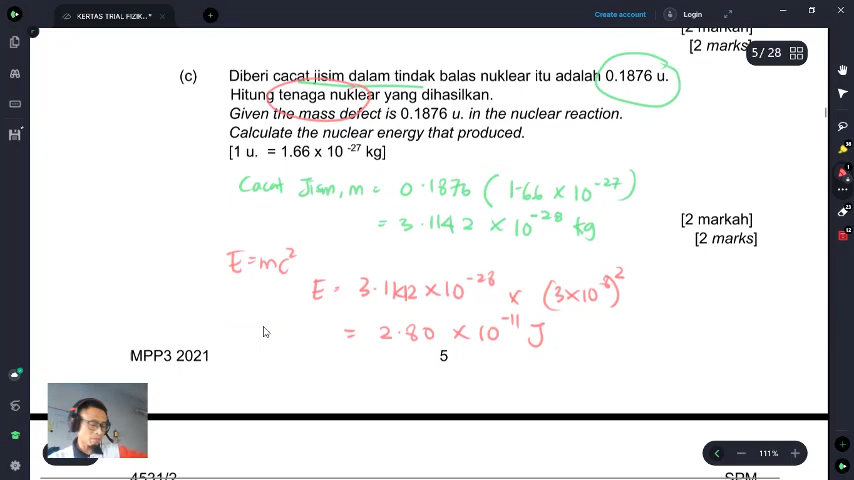 Create account
Login
KERTAS TRIAL FIZIK...*
[2 markah]
[2 marks]
5 / 28
(c) Diberi cacat jisim dalam tindak balas nuklear itu adalah 0.1876 u.
Hitung tenaga nuklear yang dihasilkan.
Given the mass defect is 0.1876 u. in the nuclear reaction.
Calculate the nuclear energy that produced.
[1 u. = 1.66 x 10 -27 kg]
Cacat Jisim, m = 0.1876 (1.66 × 10⁻²⁷)
= 3.1142 × 10⁻²⁸ kg
[2 markah]
[2 marks]
E = mc²
E = 3.1142 × 10⁻²⁸ × (3×10⁸)²
= 2.80 × 10⁻¹¹ J
MPP3 2021
5
111%
4531/2
SPM